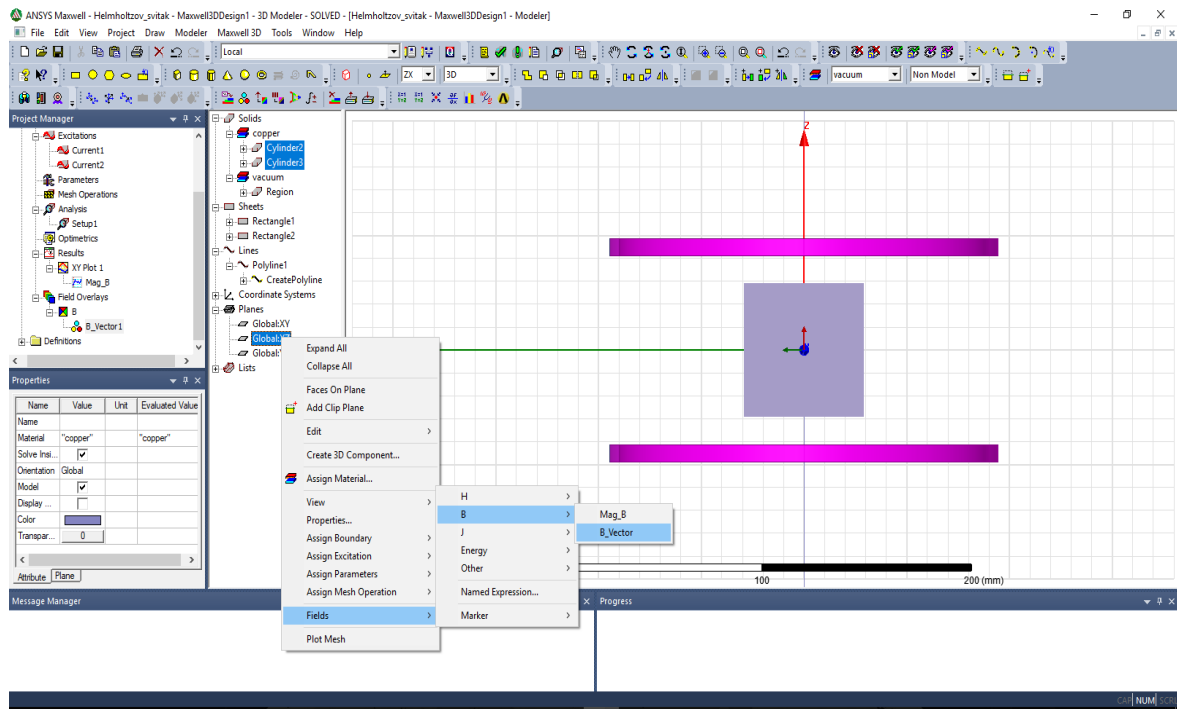 ANSYS Maxwell - Helmholtzov_svitak - Maxwell3DDesign1 - 3D Modeler - SOLVED - [Helmholtzov_svitak - Maxwell3DDesign1 - Modeler]
File Edit View Project Draw Modeler Maxwell 3D Tools Window Help
Local
ZX 3D vacuum Non Model
Project Manager
Excitations
Current1
Current2
Parameters
Mesh Operations
Analysis
Setup1
Optimetrics
Results
XY Plot 1
Mag_B
Field Overlays
B
B_Vector1
Definitions
Properties
Name Value Unit Evaluated Value
Name
Material "copper" "copper"
Solve Insi...
Orientation Global
Model
Display ...
Color
Transpar... 0
Attribute Plane
Solids
copper
Cylinder2
Cylinder3
vacuum
Region
Sheets
Rectangle1
Rectangle2
Lines
Polyline1
CreatePolyline
Coordinate Systems
Planes
Global:XY
Global:XZ
Global:
Lists
Expand All
Collapse All
Faces On Plane
Add Clip Plane
Edit
Create 3D Component...
Assign Material...
View
Properties...
Assign Boundary
Assign Excitation
Assign Parameters
Assign Mesh Operation
Fields
Plot Mesh
H
B
J
Energy
Other
Named Expression...
Marker
Mag_B
B_Vector
Z
100 200 (mm)
Message Manager
Progress
CAP NUM SCRL